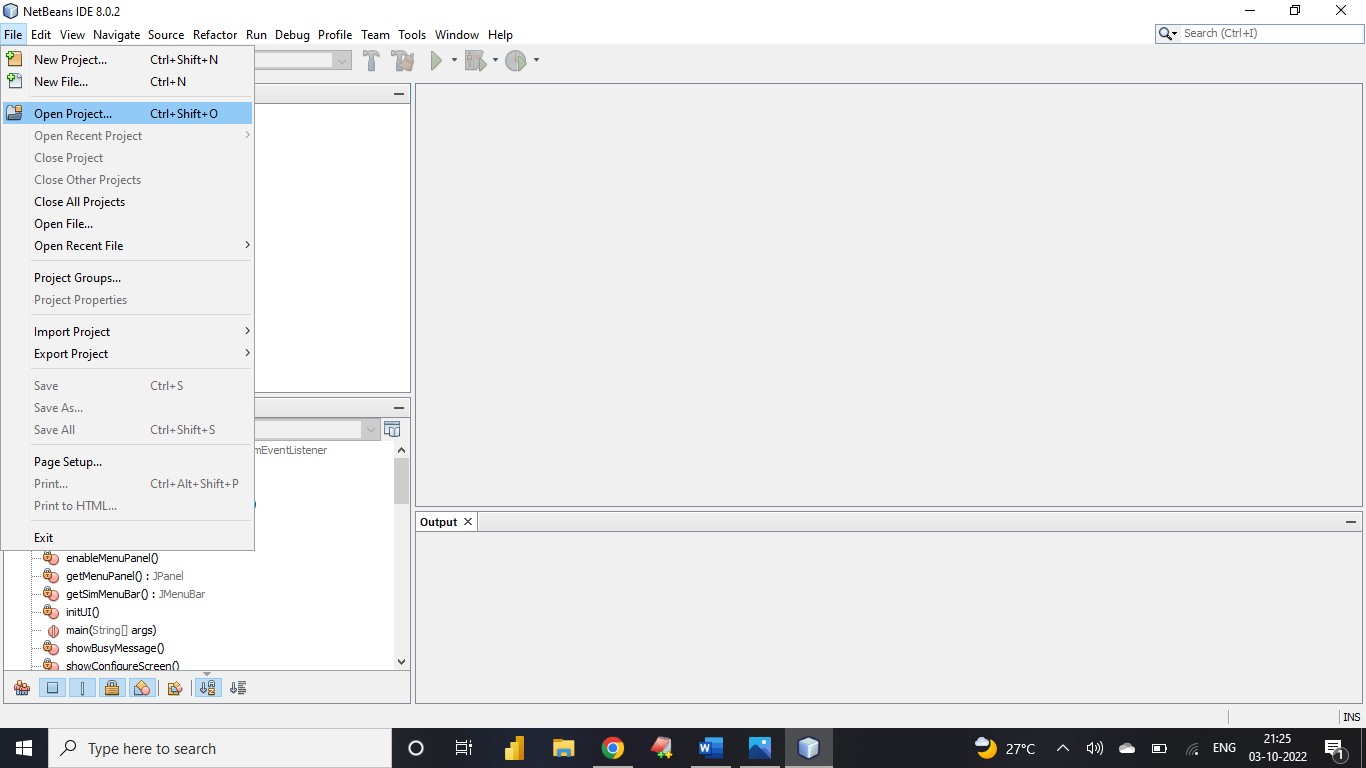 NetBeans IDE 8.0.2
File Edit View Navigate Source Refactor Run Debug Profile Team Tools Window Help
Search (Ctrl+I)
New Project... Ctrl+Shift+N
New File... Ctrl+N
Open Project... Ctrl+Shift+O
Open Recent Project
Close Project
Close Other Projects
Close All Projects
Open File...
Open Recent File
Project Groups...
Project Properties
Import Project
Export Project
Save Ctrl+S
Save As...
Save All Ctrl+Shift+S
Page Setup...
Print... Ctrl+Alt+Shift+P
Print to HTML...
Exit
mEventListener
)
enableMenuPanel()
getMenuPanel() : JPanel
getSimMenuBar() : JMenuBar
initUI()
main(String[] args)
showBusyMessage()
showConfigureScreen()
Output
INS
Type here to search
27°C
ENG
21:25
03-10-2022
1